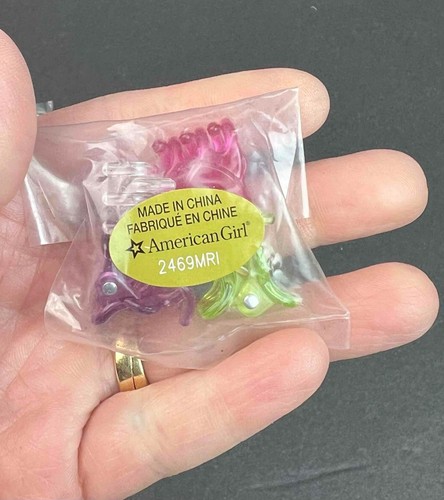 MADE IN CHINA
FABRIQUÉ EN CHINE
American Girl®
2469MRI